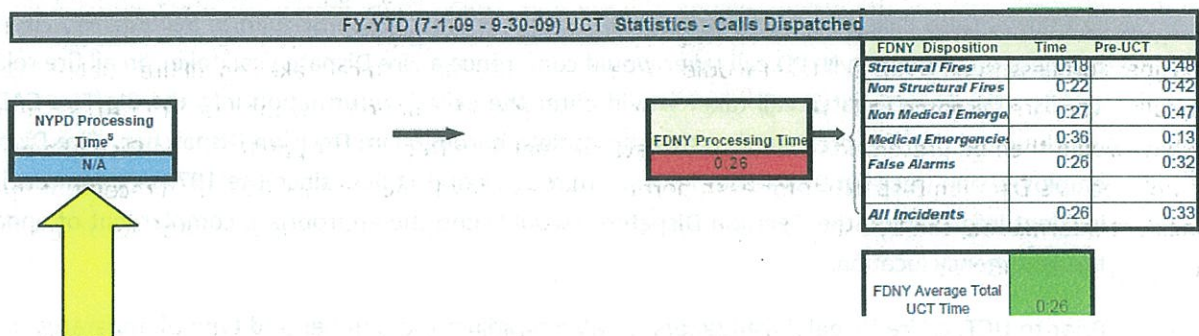 FY-YTD (7-1-09 - 9-30-09) UCT Statistics - Calls Dispatched
FDNY Disposition Time Pre-UCT
Structural Fires 0:18 0:48
Non Structural Fires 0:22 0:42
Non Medical Emerge 0:27 0:47
Medical Emergencie 0:36 0:13
False Alarms 0:26 0:32
All Incidents 0:26 0:33
NYPD Processing
Time⁵
N/A
FDNY Processing Time
0:26
FDNY Average Total
UCT Time
0:26